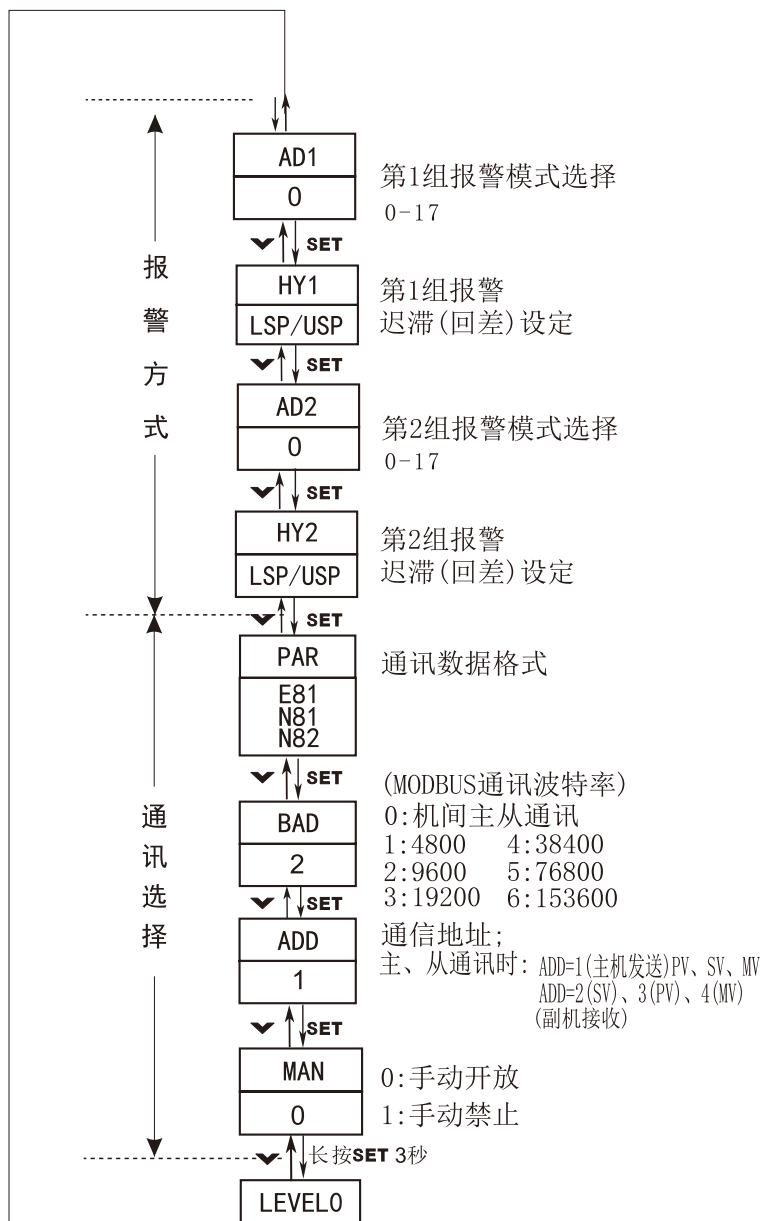 AD1
0
第1组报警模式选择
0-17
SET
报警方式
HY1
LSP/USP
第1组报警
迟滞(回差)设定
SET
AD2
0
第2组报警模式选择
0-17
SET
HY2
LSP/USP
第2组报警
迟滞(回差)设定
SET
PAR
E81
N81
N82
通讯数据格式
SET
通讯选择
BAD
2
(MODBUS通讯波特率)
0:机间主从通讯
1:4800 4:38400
2:9600 5:76800
3:19200 6:153600
SET
ADD
1
通信地址;
主、从通讯时: ADD=1(主机发送)PV、SV、MV
ADD=2(SV)、3(PV)、4(MV)
(副机接收)
SET
MAN
0
0:手动开放
1:手动禁止
长按SET 3秒
LEVEL0